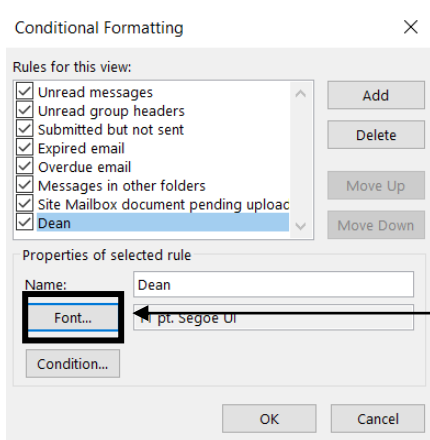 Conditional Formatting
Rules for this view:
Unread messages
Unread group headers
Submitted but not sent
Expired email
Overdue email
Messages in other folders
Site Mailbox document pending uploac
Dean
Add
Delete
Move Up
Move Down
Properties of selected rule
Name: Dean
Font... pt. Segoe UI
Condition...
OK Cancel